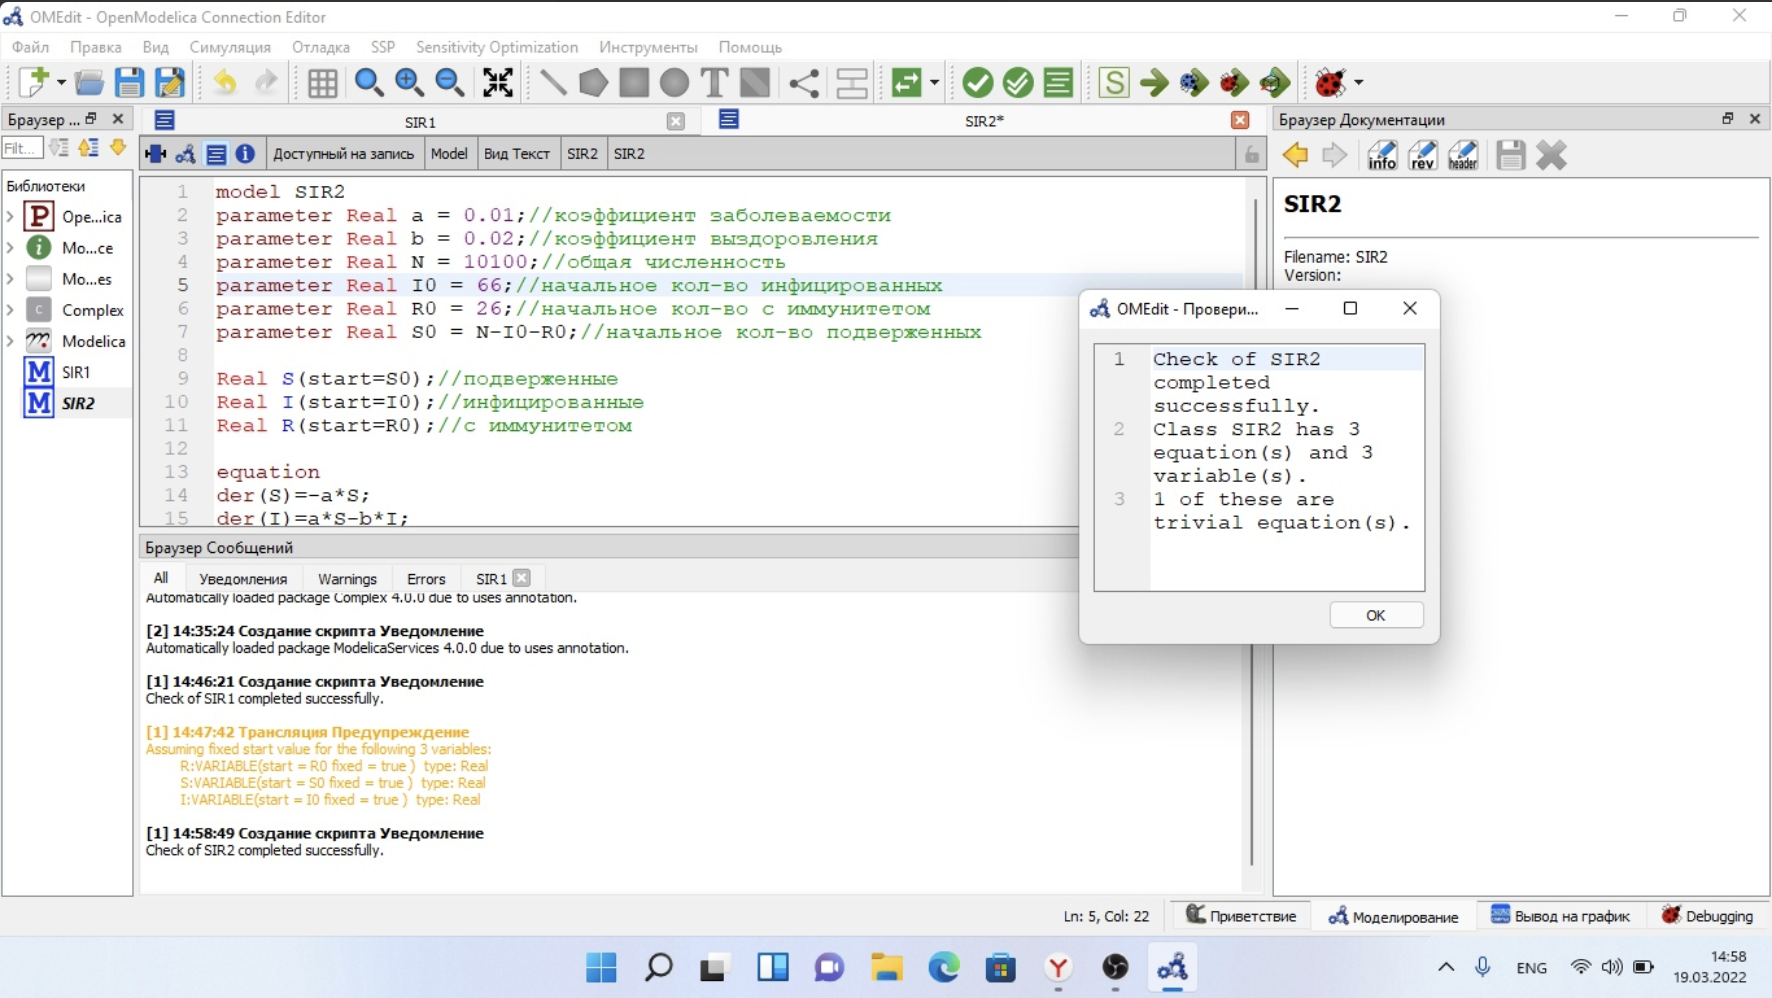 OMEdit - OpenModelica Connection Editor
Файл Правка Вид Симуляция Отладка SSP Sensitivity Optimization Инструменты Помощь
Браузер ...
SIR1
SIR2*
Браузер Документации
Filt...
Доступный на запись Model Вид Текст SIR2 SIR2
info rev header
Библиотеки
Ope...ica
Mo...ce
Mo...es
Complex
Modelica
SIR1
SIR2
1 model SIR2
2 parameter Real a = 0.01;//коэффициент заболеваемости
3 parameter Real b = 0.02;//коэффициент выздоровления
4 parameter Real N = 10100;//общая численность
5 parameter Real I0 = 66;//начальное кол-во инфицированных
6 parameter Real R0 = 26;//начальное кол-во с иммунитетом
7 parameter Real S0 = N-I0-R0;//начальное кол-во подверженных
8
9 Real S(start=S0);//подверженные
10 Real I(start=I0);//инфицированные
11 Real R(start=R0);//с иммунитетом
12
13 equation
14 der(S)=-a*S;
15 der(I)=a*S-b*I;
SIR2
Filename: SIR2
Version:
OMEdit - Провери...
1 Check of SIR2
completed
successfully.
2 Class SIR2 has 3
equation(s) and 3
variable(s).
3 1 of these are
trivial equation(s).
OK
Браузер Сообщений
All Уведомления Warnings Errors SIR1
Automatically loaded package Complex 4.0.0 due to uses annotation.
[2] 14:35:24 Создание скрипта Уведомление
Automatically loaded package ModelicaServices 4.0.0 due to uses annotation.
[1] 14:46:21 Создание скрипта Уведомление
Check of SIR1 completed successfully.
[1] 14:47:42 Трансляция Предупреждение
Assuming fixed start value for the following 3 variables:
R:VARIABLE(start = R0 fixed = true ) type: Real
S:VARIABLE(start = S0 fixed = true ) type: Real
I:VARIABLE(start = I0 fixed = true ) type: Real
[1] 14:58:49 Создание скрипта Уведомление
Check of SIR2 completed successfully.
Ln: 5, Col: 22
Приветствие Моделирование Вывод на график Debugging
ENG
14:58
19.03.2022